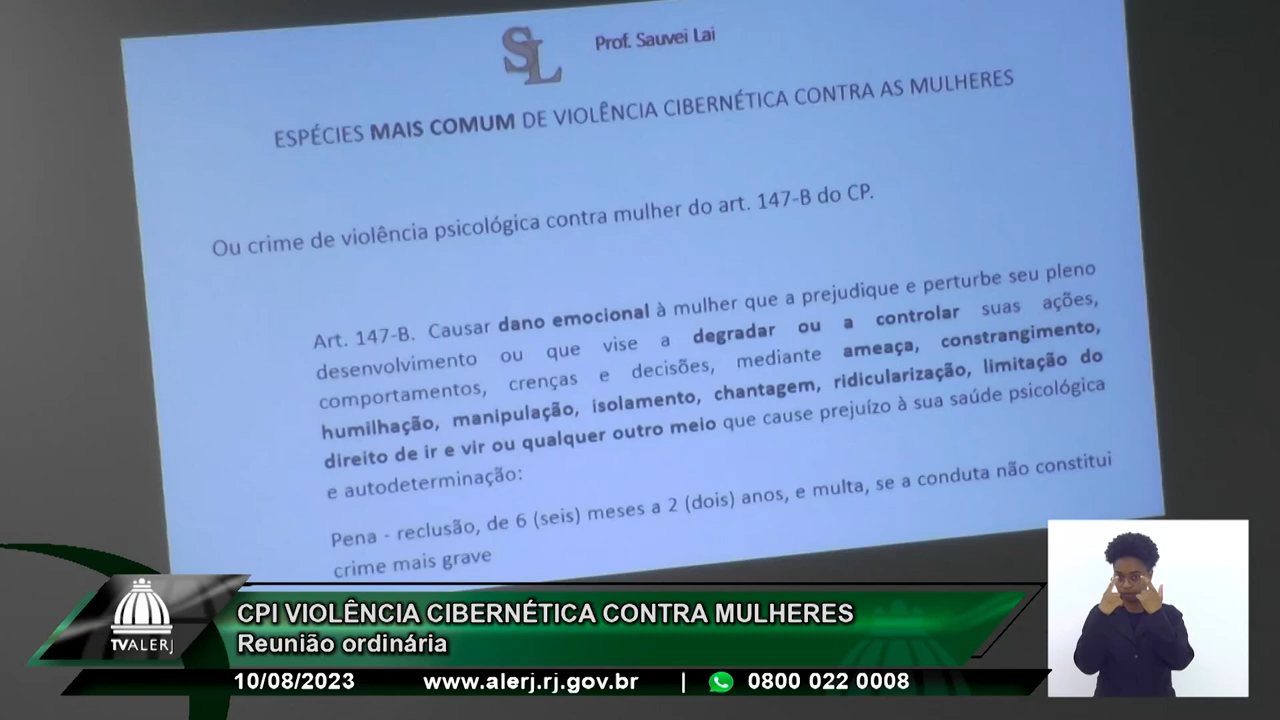 SL
Prof. Sauvei Lai
ESPÉCIES MAIS COMUM DE VIOLÊNCIA CIBERNÉTICA CONTRA AS MULHERES
Ou crime de violência psicológica contra mulher do art. 147-B do CP.
Art. 147-B. Causar dano emocional à mulher que a prejudique e perturbe seu pleno
desenvolvimento ou que vise a degradar ou a controlar suas ações,
comportamentos, crenças e decisões, mediante ameaça, constrangimento,
humilhação, manipulação, isolamento, chantagem, ridicularização, limitação do
direito de ir e vir ou qualquer outro meio que cause prejuízo à sua saúde psicológica
e autodeterminação:
Pena - reclusão, de 6 (seis) meses a 2 (dois) anos, e multa, se a conduta não constitui
crime mais grave
CPI VIOLÊNCIA CIBERNÉTICA CONTRA MULHERES
Reunião ordinária
TVALERJ
10/08/2023 www.alerj.rj.gov.br | 0800 022 0008